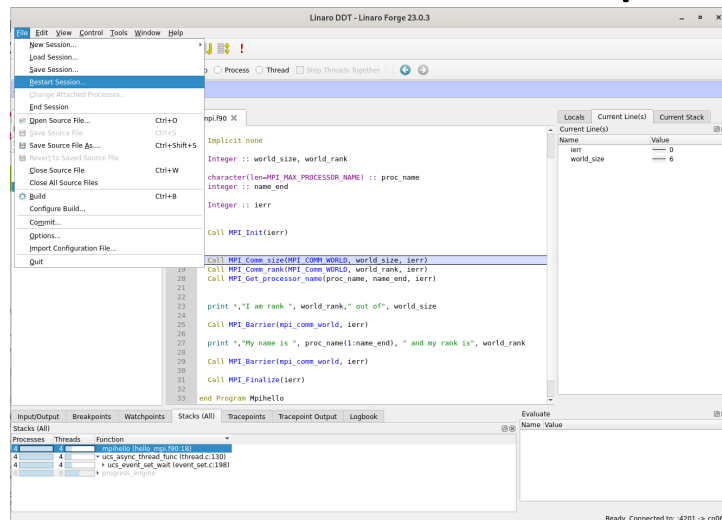 Linaro DDT - Linaro Forge 23.0.3
File Edit View Control Tools Window Help
New Session...
Load Session...
Save Session...
Restart Session...
Change Attached Processes...
End Session
Open Source File... Ctrl+O
Save Source File Ctrl+S
Save Source File As.... Ctrl+Shift+S
Revert to Saved Source File
Close Source File Ctrl+W
Close All Source Files
Build Ctrl+B
Configure Build...
Commit...
Options...
Import Configuration File...
Quit
Process Thread Step Threads Together
mpi.f90
Implicit none
Integer :: world_size, world_rank
character(len=MPI_MAX_PROCESSOR_NAME) :: proc_name
integer :: name_end
Integer :: ierr
Call MPI_Init(ierr)
Call MPI_Comm_size(MPI_COMM_WORLD, world_size, ierr)
19 Call MPI_Comm_rank(MPI_COMM_WORLD, world_rank, ierr)
20 Call MPI_Get_processor_name(proc_name, name_end, ierr)
21
22
23 print *,"I am rank ", world_rank," out of", world_size
24
25 Call MPI_Barrier(mpi_comm_world, ierr)
26
27 print *,"My name is ", proc_name(1:name_end), " and my rank is", world_rank
28
29 Call MPI_Barrier(mpi_comm_world, ierr)
30
31 Call MPI_Finalize(ierr)
32
33 end Program Mpihello
Locals Current Line(s) Current Stack
Current Line(s)
Name Value
ierr 0
world_size 6
Input/Output Breakpoints Watchpoints Stacks (All) Tracepoints Tracepoint Output Logbook
Stacks (All)
Processes Threads Function
4 4 mpihello (hello_mpi.f90:18)
4 4 ucs_async_thread_func (thread.c:130)
4 4 ucs_event_set_wait (event_set.c:198)
4 8 progress_engine
Evaluate
Name Value
Ready Connected to: :4201 -> cn06